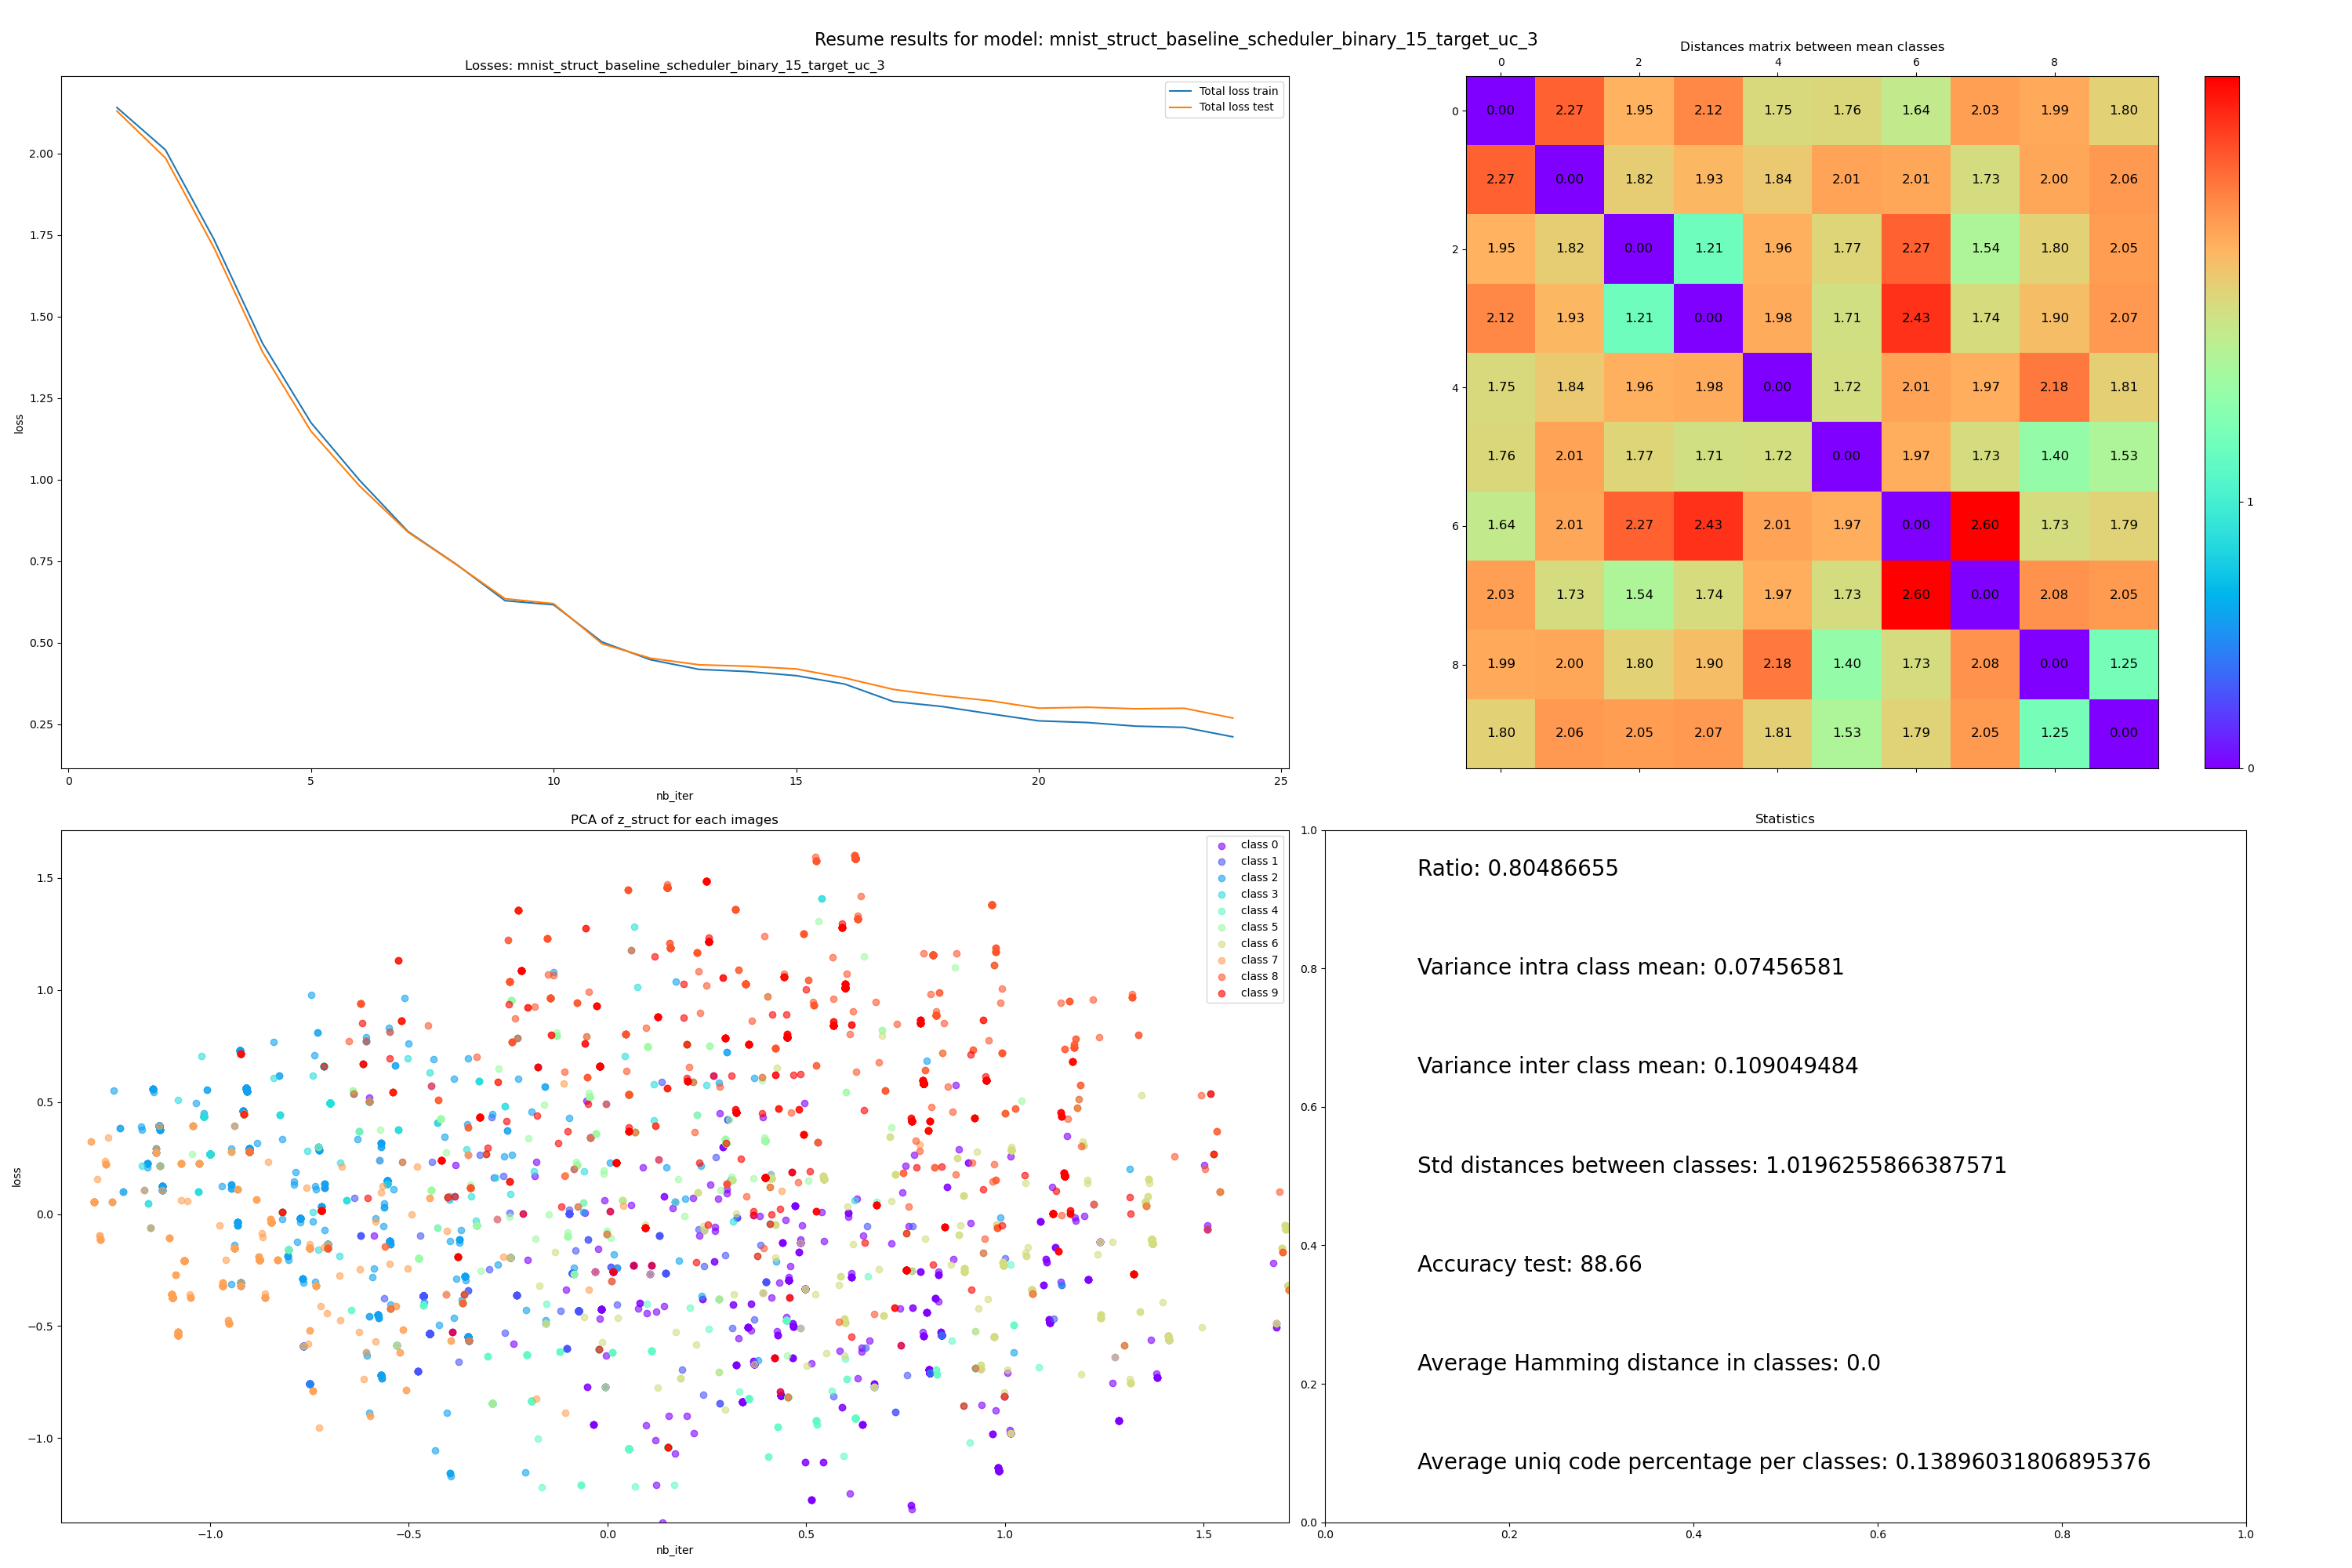 Resume results for model: mnist_struct_baseline_scheduler_binary_15_target_uc_3
Losses: mnist_struct_baseline_scheduler_binary_15_target_uc_3
Total loss train
Total loss test
2.00
1.75
1.50
1.25
1.00
0.75
0.50
0.25
loss
0 5 10 15 20 25
nb_iter
Distances matrix between mean classes
0 2 4 6 8
0 0.00 2.27 1.95 2.12 1.75 1.76 1.64 2.03 1.99 1.80
2.27 0.00 1.82 1.93 1.84 2.01 2.01 1.73 2.00 2.06
2 1.95 1.82 0.00 1.21 1.96 1.77 2.27 1.54 1.80 2.05
2.12 1.93 1.21 0.00 1.98 1.71 2.43 1.74 1.90 2.07
4 1.75 1.84 1.96 1.98 0.00 1.72 2.01 1.97 2.18 1.81
1.76 2.01 1.77 1.71 1.72 0.00 1.97 1.73 1.40 1.53
6 1.64 2.01 2.27 2.43 2.01 1.97 0.00 2.60 1.73 1.79
2.03 1.73 1.54 1.74 1.97 1.73 2.60 0.00 2.08 2.05
8 1.99 2.00 1.80 1.90 2.18 1.40 1.73 2.08 0.00 1.25
1.80 2.06 2.05 2.07 1.81 1.53 1.79 2.05 1.25 0.00
1
0
PCA of z_struct for each images
class 0
class 1
class 2
class 3
class 4
class 5
class 6
class 7
class 8
class 9
1.5
1.0
0.5
0.0
−0.5
−1.0
loss
−1.0 −0.5 0.0 0.5 1.0 1.5
nb_iter
Statistics
1.0
0.8
0.6
0.4
0.2
0.0
Ratio: 0.80486655
Variance intra class mean: 0.07456581
Variance inter class mean: 0.109049484
Std distances between classes: 1.0196255866387571
Accuracy test: 88.66
Average Hamming distance in classes: 0.0
Average uniq code percentage per classes: 0.13896031806895376
0.0 0.2 0.4 0.6 0.8 1.0